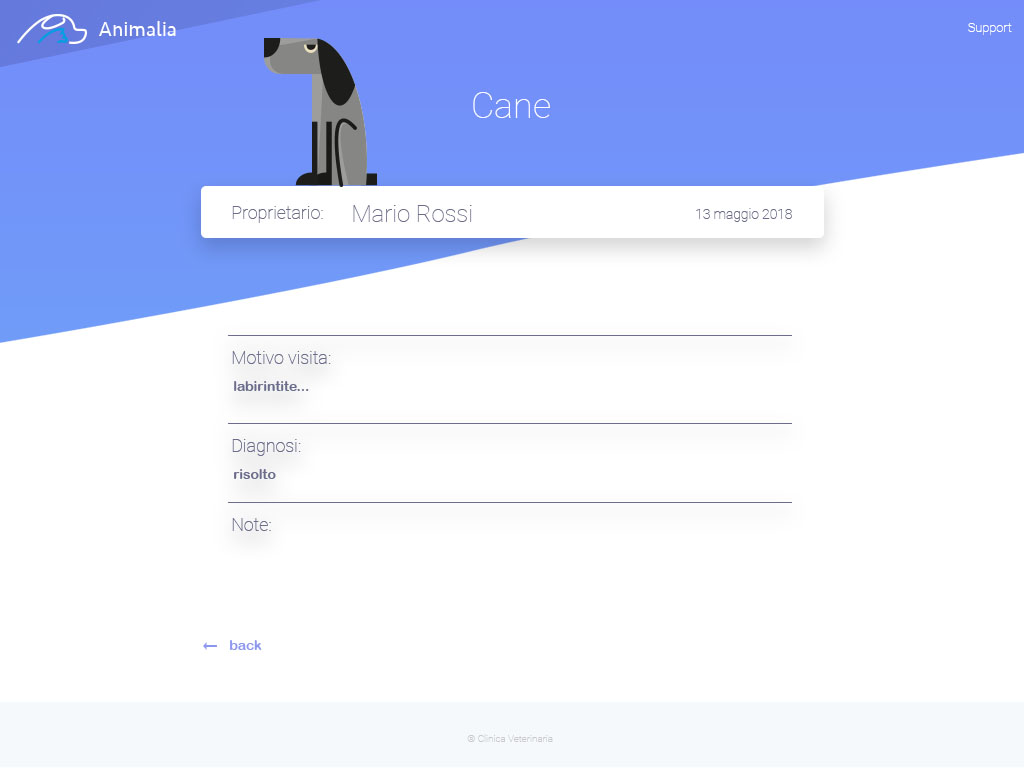 Animalia
Support
Cane
Proprietario: Mario Rossi 13 maggio 2018
Motivo visita:
labirintite...
Diagnosi:
risolto
Note:
← back
© Clinica Veterinaria